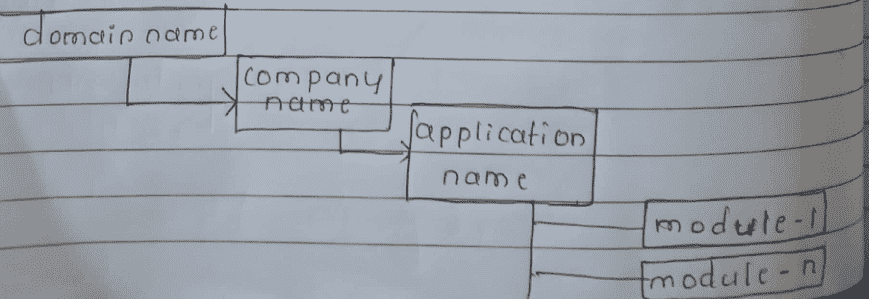 domain name
company
name
application
name
module-1
module-n